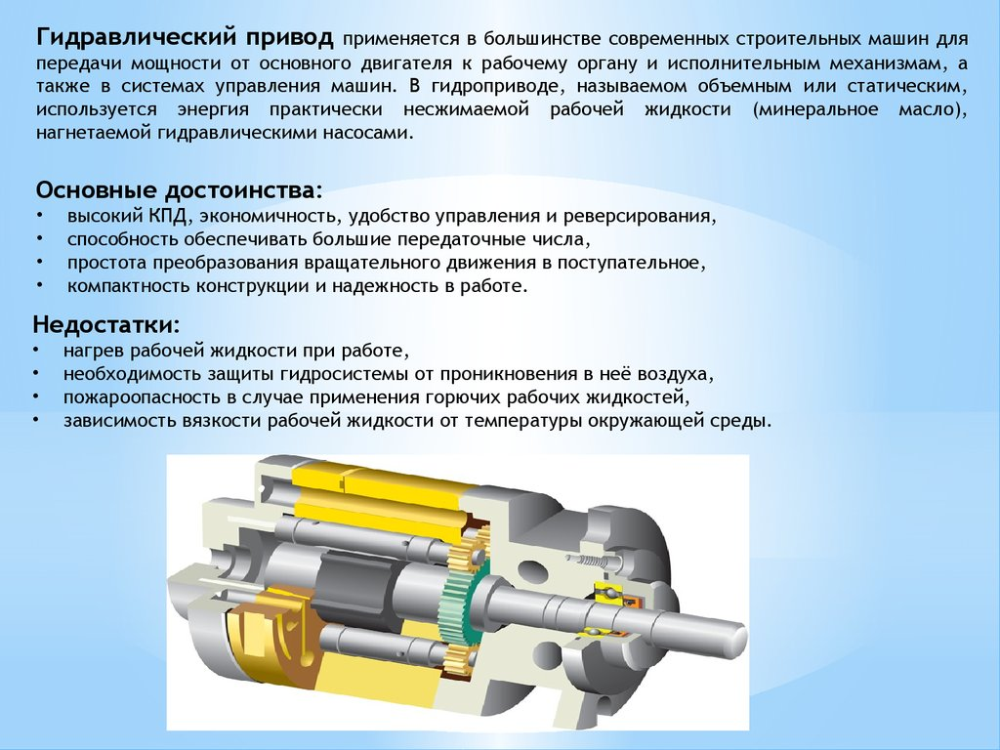 Гидравлический привод применяется в большинстве современных строительных машин для
передачи мощности от основного двигателя к рабочему органу и исполнительным механизмам, а
также в системах управления машин. В гидроприводе, называемом объемным или статическим,
используется энергия практически несжимаемой рабочей жидкости (минеральное масло),
нагнетаемой гидравлическими насосами.
Основные достоинства:
• высокий КПД, экономичность, удобство управления и реверсирования,
• способность обеспечивать большие передаточные числа,
• простота преобразования вращательного движения в поступательное,
• компактность конструкции и надежность в работе.
Недостатки:
• нагрев рабочей жидкости при работе,
• необходимость защиты гидросистемы от проникновения в неё воздуха,
• пожароопасность в случае применения горючих рабочих жидкостей,
• зависимость вязкости рабочей жидкости от температуры окружающей среды.